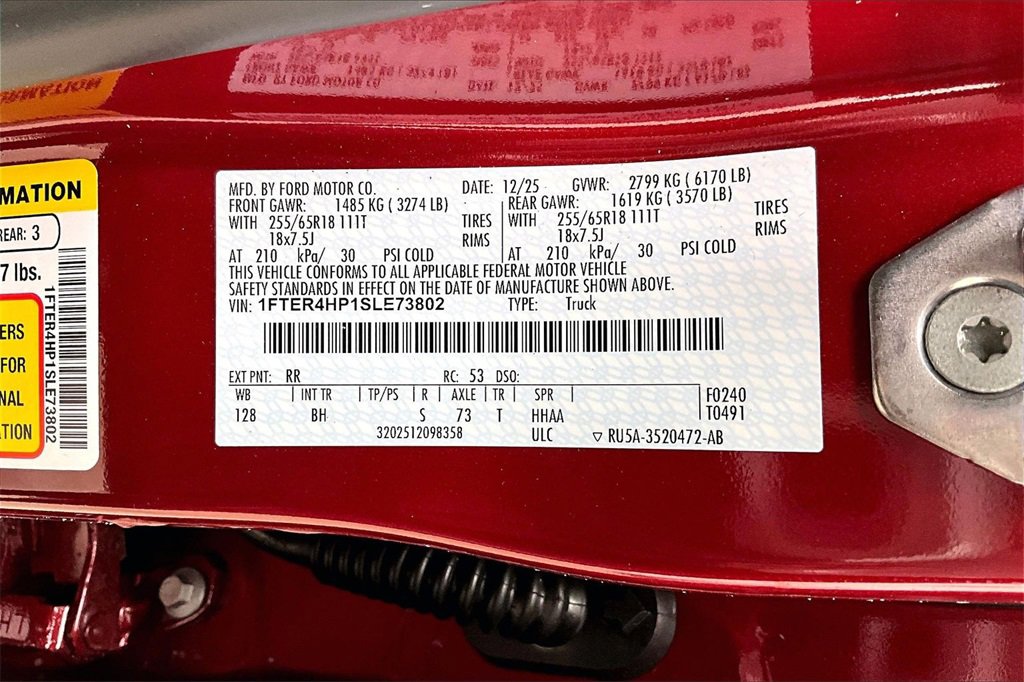 MFD. BY FORD MOTOR CO. DATE: 12/25 GVWR: 2799 KG ( 6170 LB)
FRONT GAWR: 1485 KG ( 3274 LB) REAR GAWR: 1619 KG ( 3570 LB)
WITH 255/65R18 111T TIRES WITH 255/65R18 111T TIRES
18x7.5J RIMS 18x7.5J RIMS
AT 210 kPa/ 30 PSI COLD AT 210 kPa/ 30 PSI COLD
THIS VEHICLE CONFORMS TO ALL APPLICABLE FEDERAL MOTOR VEHICLE
SAFETY STANDARDS IN EFFECT ON THE DATE OF MANUFACTURE SHOWN ABOVE.
VIN: 1FTER4HP1SLE73802 TYPE: Truck
EXT PNT: RR RC: 53 DSO:
WB INT TR TP/PS R AXLE TR SPR F0240
128 BH S 73 T HHAA T0491
3202512098358 ULC RU5A-3520472-AB
MATION
REAR: 3
7 lbs.
ERS
FOR
NAL
ATION
1FTER4HP1SLE73802